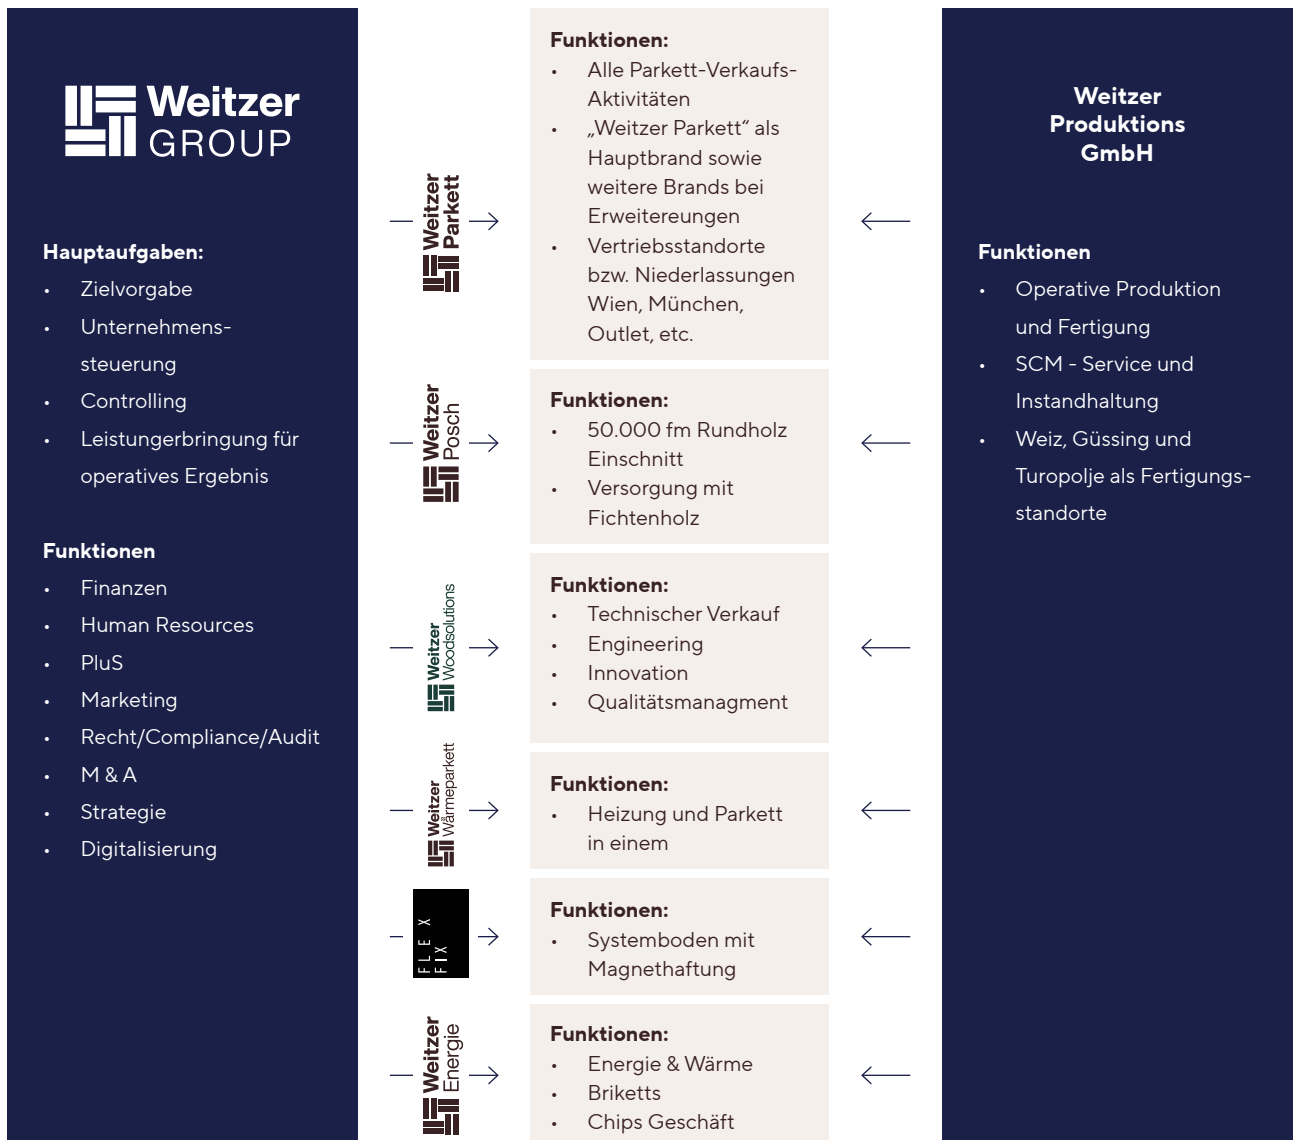 Weitzer
GROUP
Hauptaufgaben:
• Zielvorgabe
• Unternehmens-
steuerung
• Controlling
• Leistungerbringung für
operatives Ergebnis
Funktionen
• Finanzen
• Human Resources
• PluS
• Marketing
• Recht/Compliance/Audit
• M & A
• Strategie
• Digitalisierung
Weitzer
Parkett
Funktionen:
• Alle Parkett-Verkaufs-
Aktivitäten
• „Weitzer Parkett“ als
Hauptbrand sowie
weitere Brands bei
Erweitereungen
• Vertriebsstandorte
bzw. Niederlassungen
Wien, München,
Outlet, etc.
Weitzer
Posch
Funktionen:
• 50.000 fm Rundholz
Einschnitt
• Versorgung mit
Fichtenholz
Weitzer
Woodsolutions
Funktionen:
• Technischer Verkauf
• Engineering
• Innovation
• Qualitätsmanagment
Weitzer
Wärmeparkett
Funktionen:
• Heizung und Parkett
in einem
FLEX
FIX
Funktionen:
• Systemboden mit
Magnethaftung
Weitzer
Energie
Funktionen:
• Energie & Wärme
• Briketts
• Chips Geschäft
Weitzer
Produktions
GmbH
Funktionen
• Operative Produktion
und Fertigung
• SCM - Service und
Instandhaltung
• Weiz, Güssing und
Turopolje als Fertigungs-
standorte